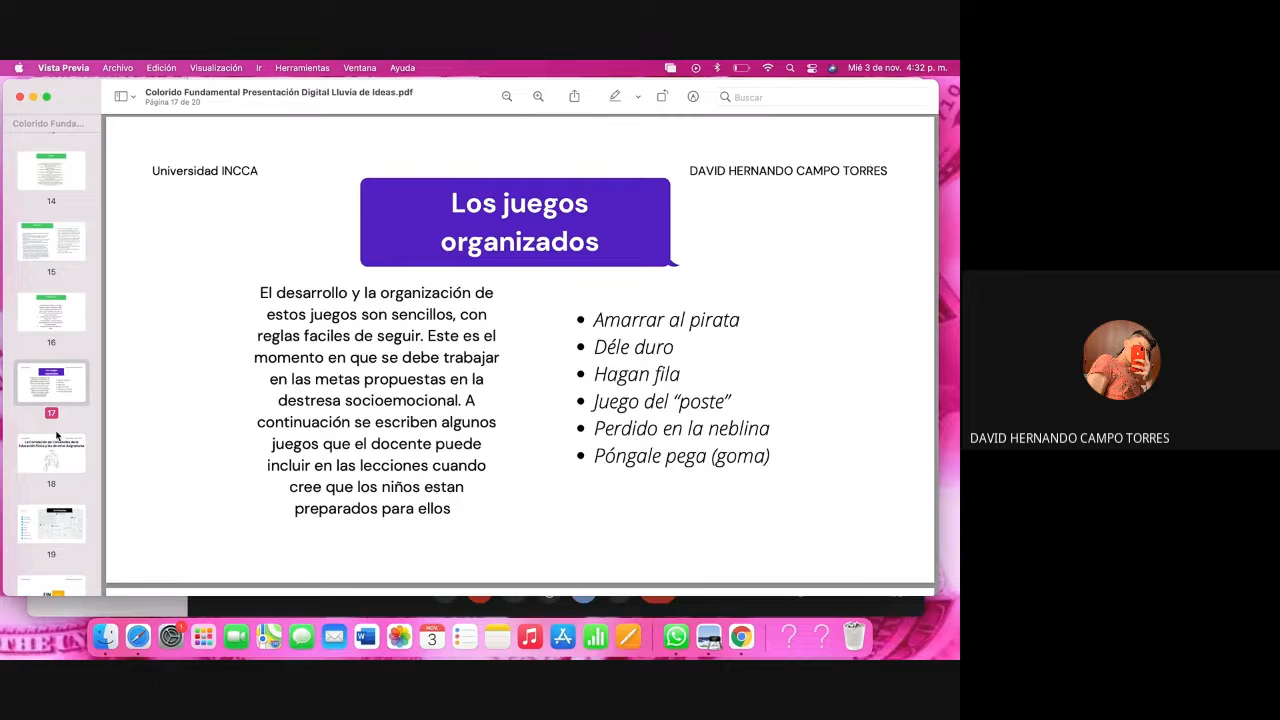 Vista Previa Archivo Edición Visualización Ir Herramientas Ventana Ayuda Mié 3 de nov. 4:32 p. m.
Colorido Funda...
Colorido Fundamental Presentación Digital Lluvia de Ideas.pdf
Página 17 de 20
Buscar
14
15
16
17
18
19
Universidad INCCA
DAVID HERNANDO CAMPO TORRES
Los juegos
organizados
El desarrollo y la organización de
estos juegos son sencillos, con
reglas faciles de seguir. Este es el
momento en que se debe trabajar
en las metas propuestas en la
destresa socioemocional. A
continuación se escriben algunos
juegos que el docente puede
incluir en las lecciones cuando
cree que los niños estan
preparados para ellos
• Amarrar al pirata
• Déle duro
• Hagan fila
• Juego del “poste”
• Perdido en la neblina
• Póngale pega (goma)
NOV.
3
DAVID HERNANDO CAMPO TORRES